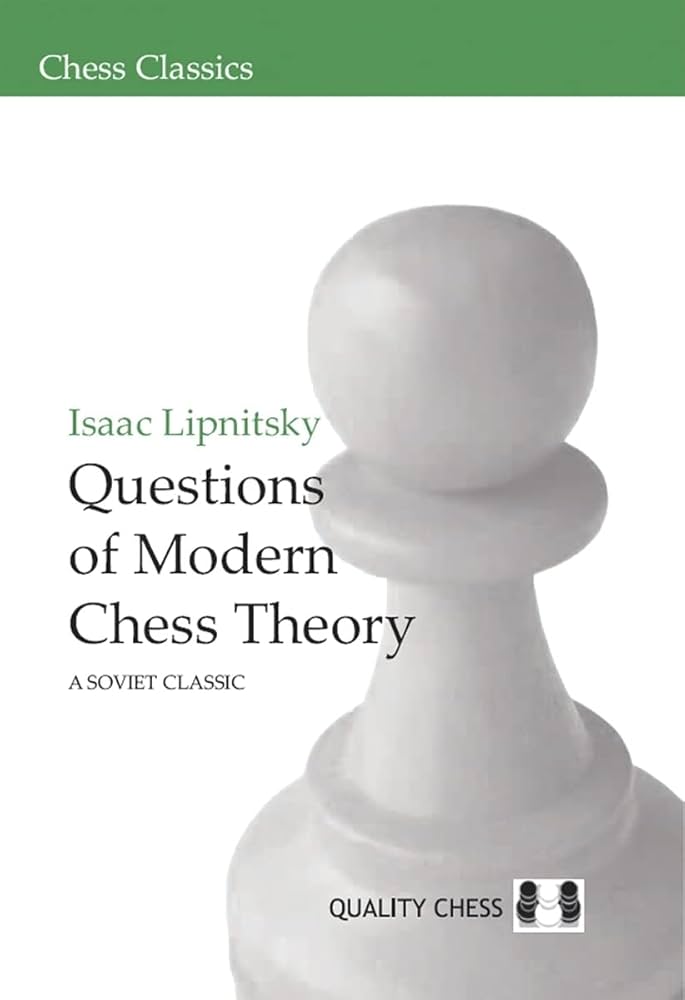 Chess Classics
Isaac Lipnitsky
Questions
of Modern
Chess Theory
A SOVIET CLASSIC
QUALITY CHESS